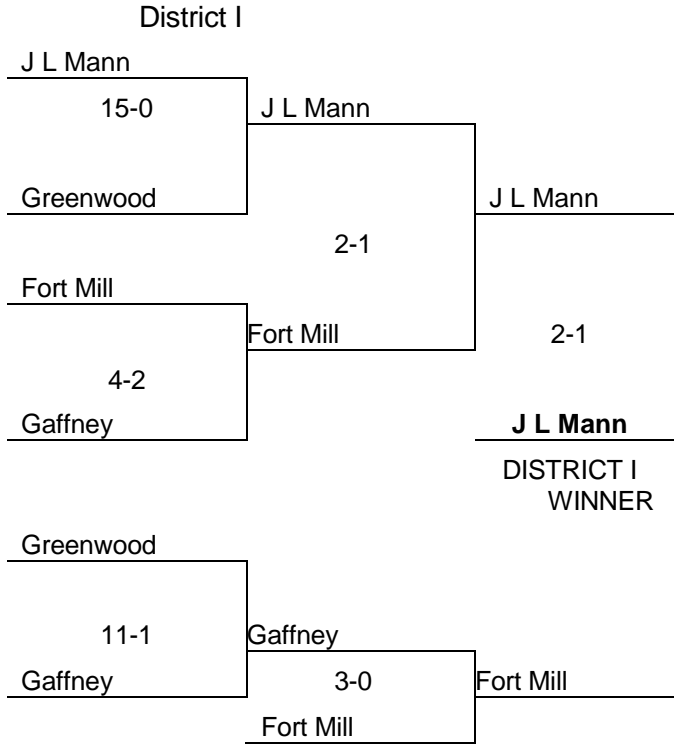 District I
J L Mann
15-0
J L Mann
Greenwood
J L Mann
2-1
Fort Mill
Fort Mill
2-1
4-2
Gaffney
J L Mann
DISTRICT I
WINNER
Greenwood
11-1
Gaffney
Gaffney
3-0
Fort Mill
Fort Mill